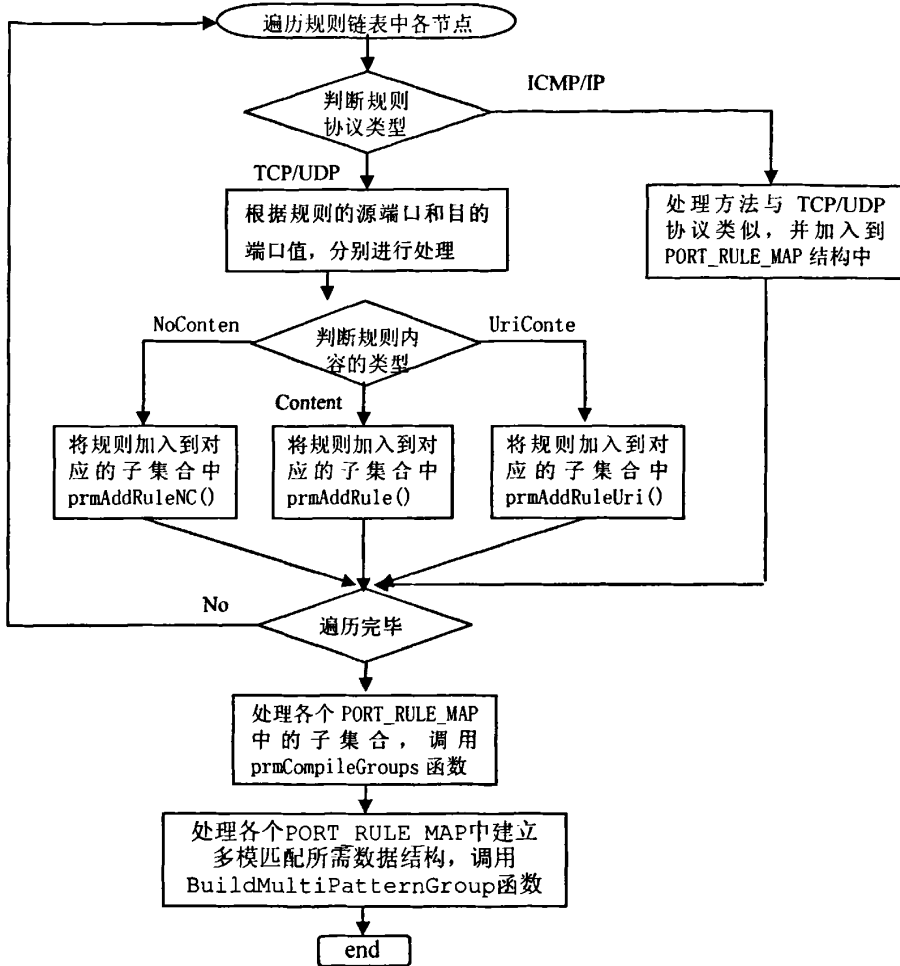 遍历规则链表中各节点
ICMP/IP
判断规则
协议类型
TCP/UDP
根据规则的源端口和目的
端口值，分别进行处理
处理方法与 TCP/UDP
协议类似，并加入到
PORT_RULE_MAP 结构中
NoConten
判断规则内
容的类型
UriConte
Content
将规则加入到对
应的子集合中
prmAddRuleNC()
将规则加入到对
应的子集合中
prmAddRule()
将规则加入到对
应的子集合中
prmAddRuleUri()
No
遍历完毕
处理各个 PORT_RULE_MAP
中的子集合，调用
prmCompileGroups 函数
处理各个PORT_RULE_MAP中建立
多模匹配所需数据结构，调用
BuildMultiPatternGroup函数
end